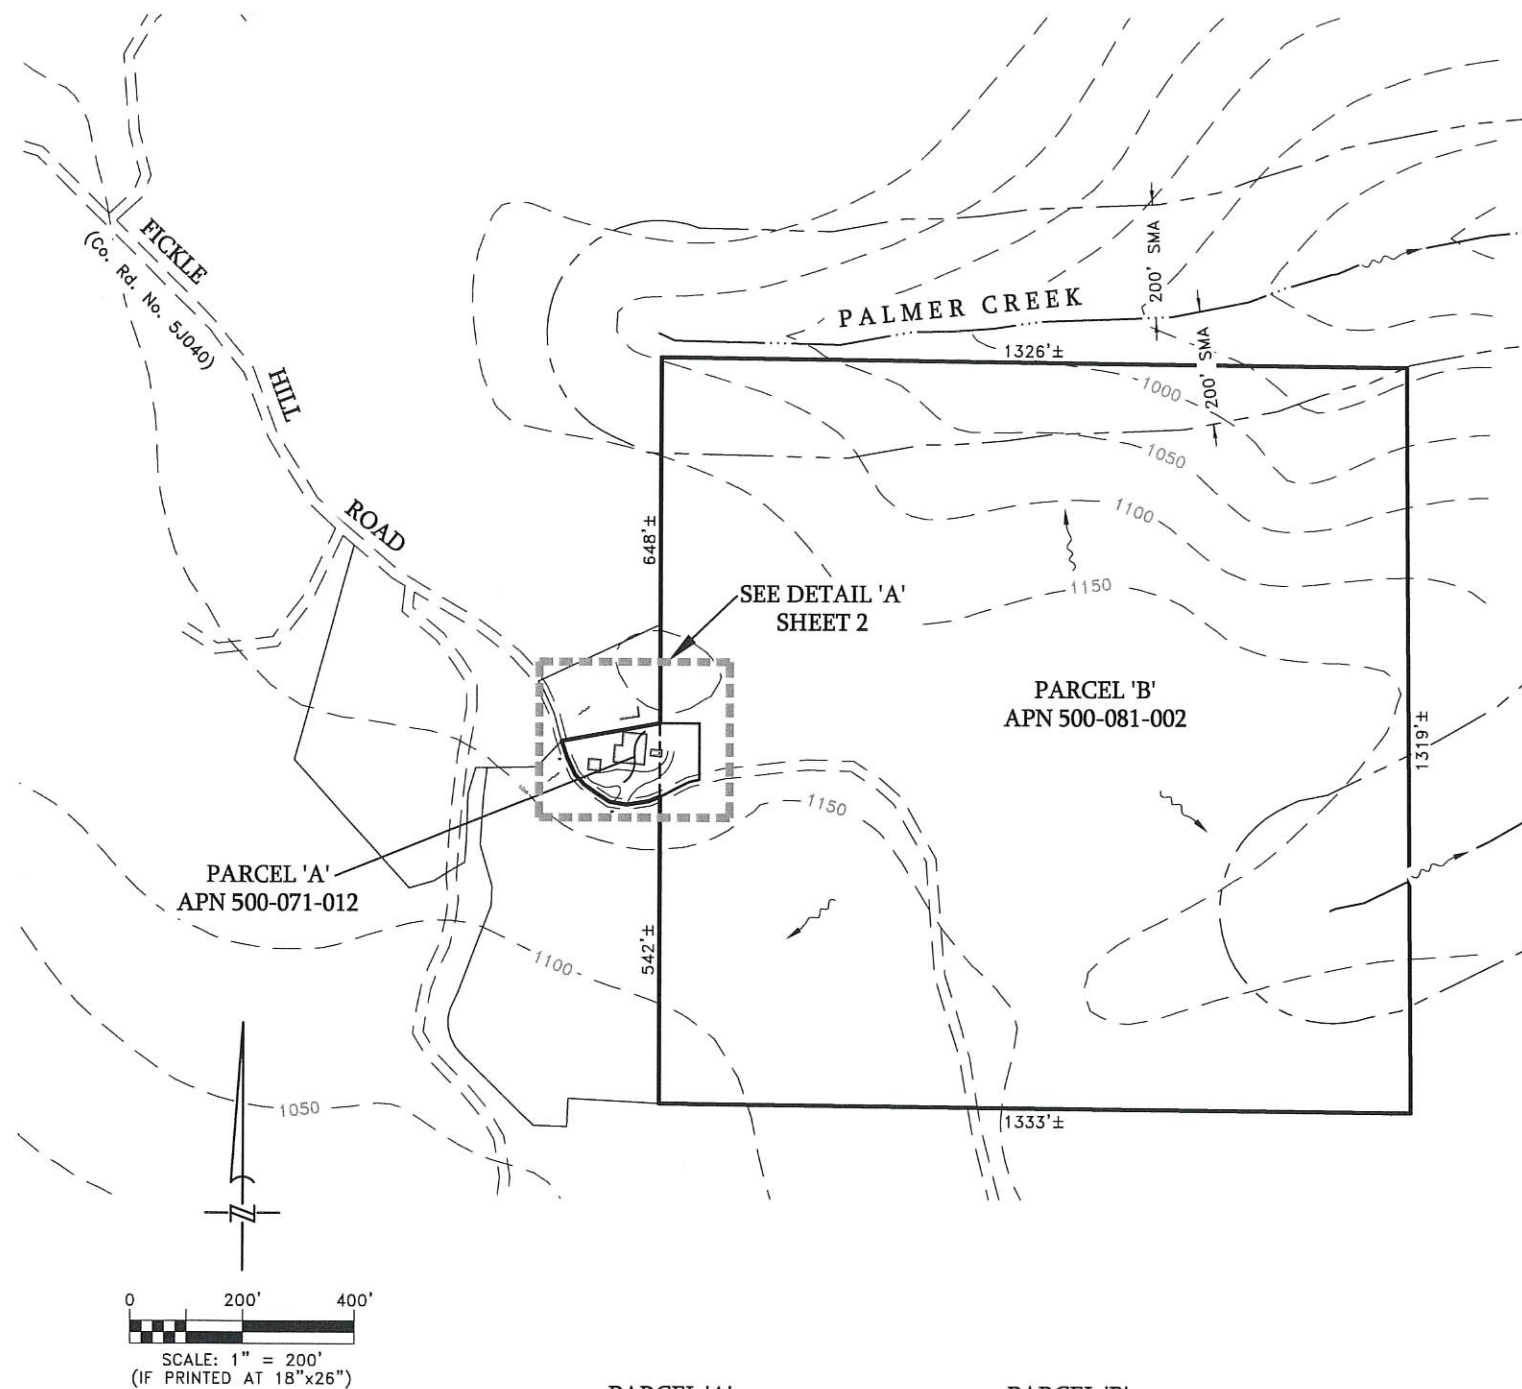 FICKLE
HILL
ROAD
(Co. Rd. No. 5J040)
PALMER CREEK
200' SMA
200' SMA
1326'±
1000
1050
1100
1150
648'±
SEE DETAIL 'A'
SHEET 2
PARCEL 'B'
APN 500-081-002
1319'±
1150
PARCEL 'A'
APN 500-071-012
542'±
1100
1050
1333'±
N
0 200' 400'
SCALE: 1" = 200'
(IF PRINTED AT 18"x26")
PARCEL 'A' PARCEL 'B'